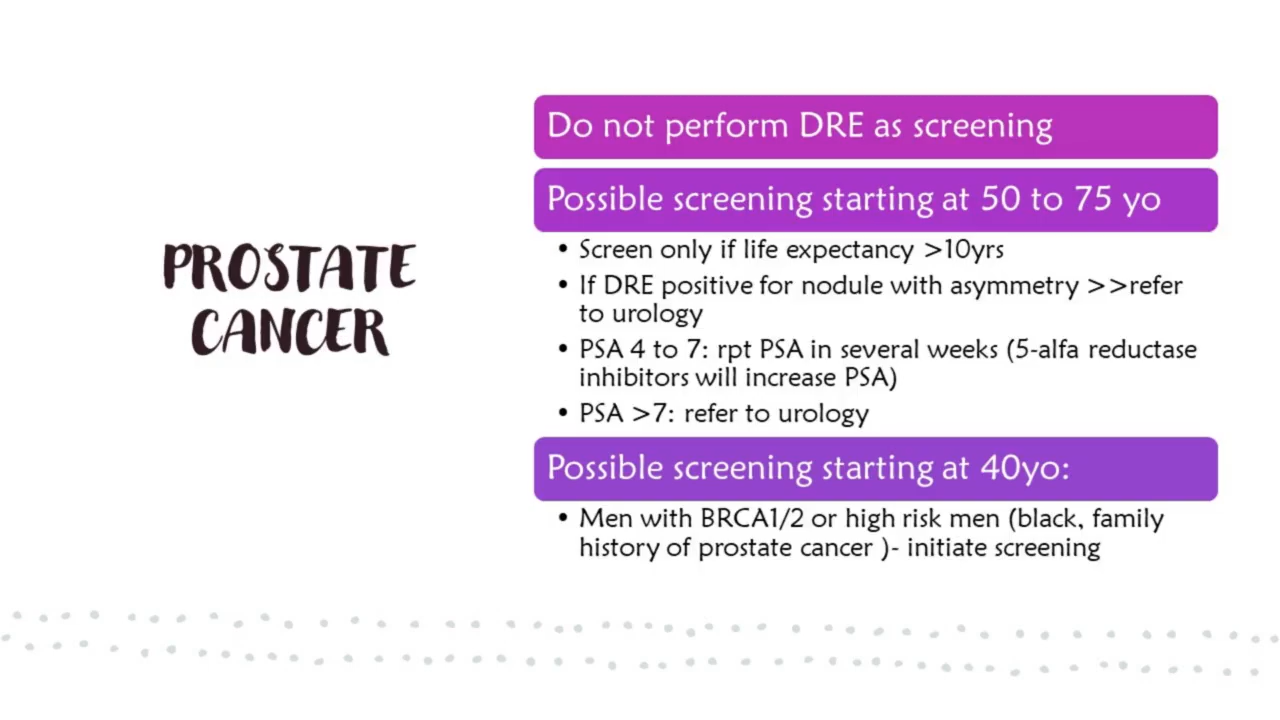 PROSTATE
CANCER
Do not perform DRE as screening
Possible screening starting at 50 to 75 yo
• Screen only if life expectancy >10yrs
• If DRE positive for nodule with asymmetry >>refer
to urology
• PSA 4 to 7: rpt PSA in several weeks (5-alfa reductase
inhibitors will increase PSA)
• PSA >7: refer to urology
Possible screening starting at 40yo:
• Men with BRCA1/2 or high risk men (black, family
history of prostate cancer )- initiate screening